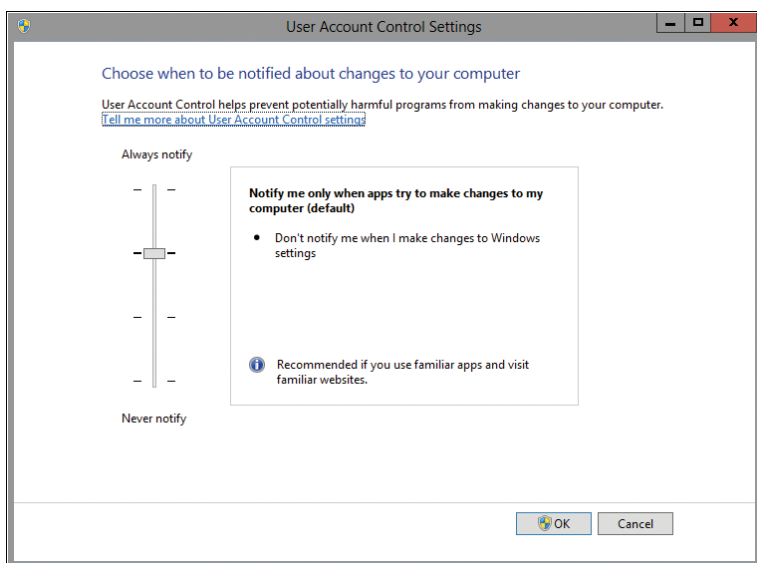 User Account Control Settings
Choose when to be notified about changes to your computer
User Account Control helps prevent potentially harmful programs from making changes to your computer.
Tell me more about User Account Control settings
Always notify
Notify me only when apps try to make changes to my
computer (default)
• Don't notify me when I make changes to Windows
settings
Recommended if you use familiar apps and visit
familiar websites.
Never notify
OK Cancel